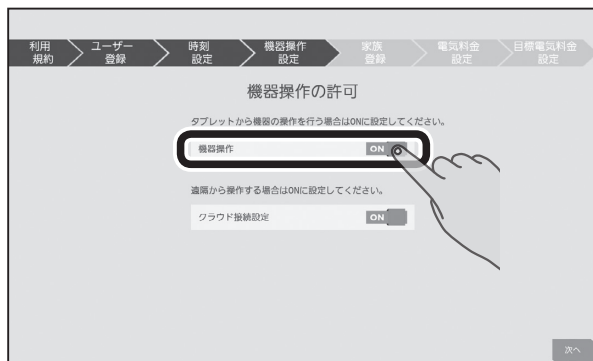 利用
規約
ユーザー
登録
時刻
設定
機器操作
設定
家族
登録
電気料金
設定
目標電気料金
設定
機器操作の許可
タブレットから機器の操作を行う場合はONに設定してください。
機器操作
ON
遠隔から操作する場合はONに設定してください。
クラウド接続設定
ON
次へ